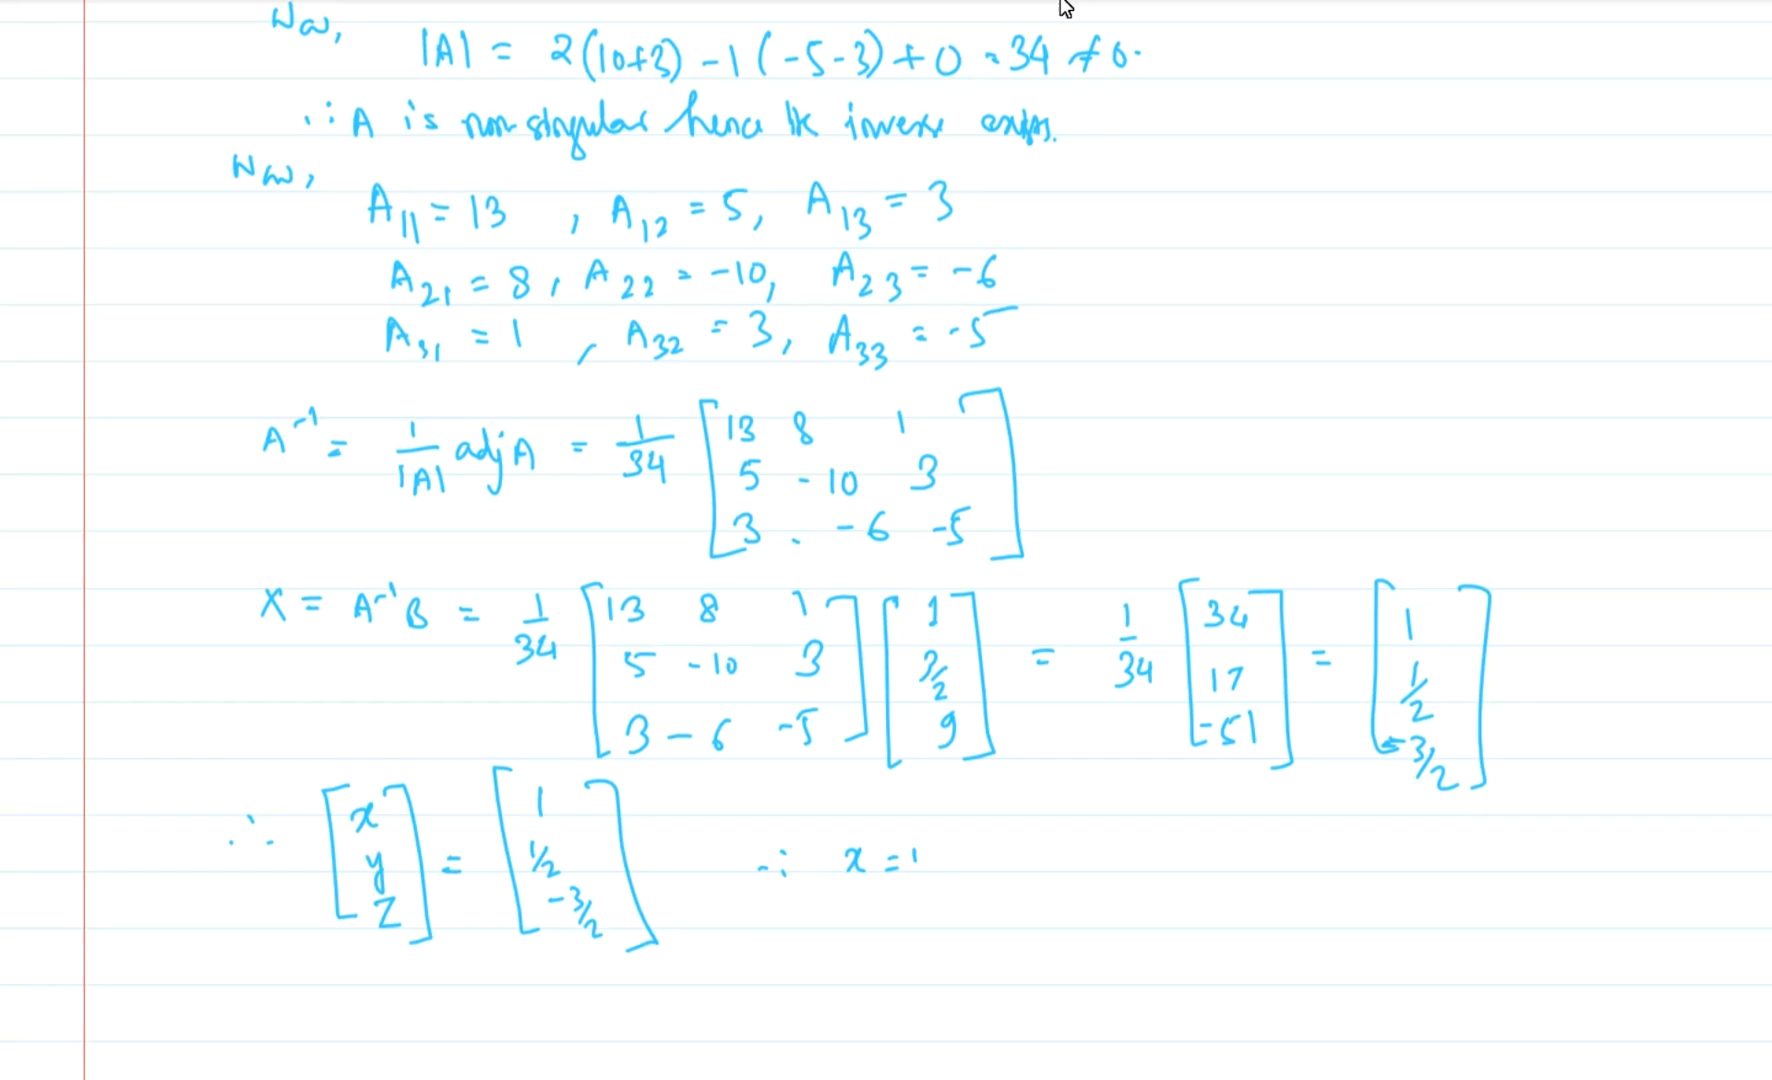 Now,
|A| = 2(10+3) -1(-5-3) + 0 = 34 ≠ 0.
∴ A is non-singular hence its inverse exists.
Now,
A₁₁ = 13 , A₁₂ = 5, A₁₃ = 3
A₂₁ = 8, A₂₂ = -10, A₂₃ = -6
A₃₁ = 1 , A₃₂ = 3, A₃₃ = -5
A⁻¹ = 1/|A| adj A = 1/34 [13 8 1; 5 -10 3; 3 -6 -5]
X = A⁻¹B = 1/34 [13 8 1; 5 -10 3; 3 -6 -5] [1; 3/2; 9] = 1/34 [34; 17; -51] = [1; 1/2; -3/2]
∴ [x; y; z] = [1; 1/2; -3/2] ∴ x = 1